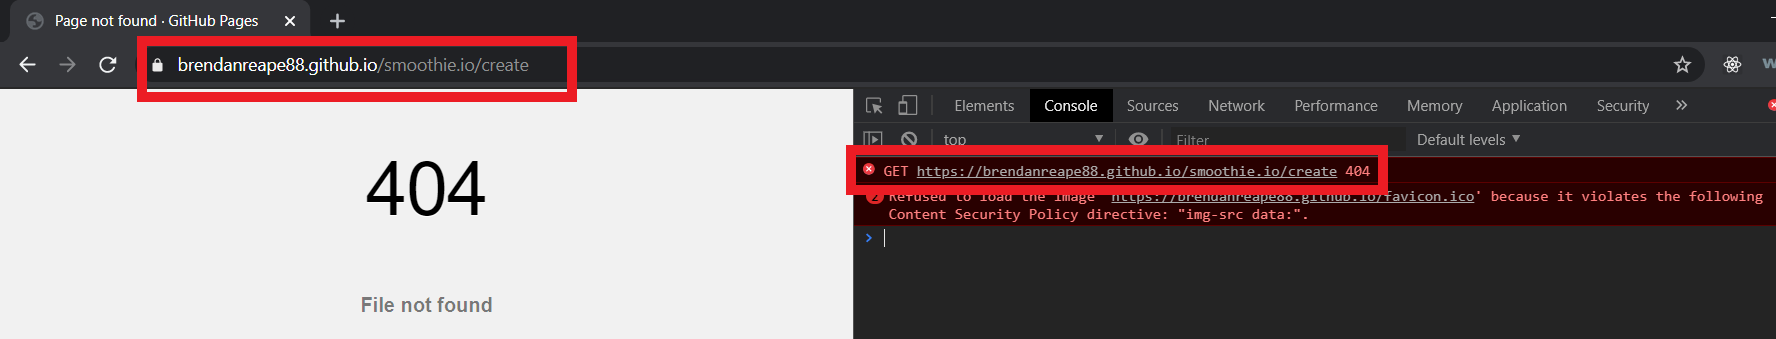 Page not found · GitHub Pages
brendanreape88.github.io/smoothie.io/create
W
404
File not found
Elements Console Sources Network Performance Memory Application Security »
top Filter Default levels
GET https://brendanreape88.github.io/smoothie.io/create 404
2 Refused to load the image 'https://brendanreape88.github.io/favicon.ico' because it violates the following
Content Security Policy directive: "img-src data:".